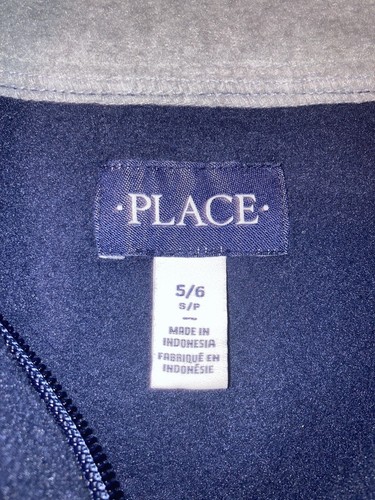 ·PLACE·
5/6
S/P
MADE IN
INDONESIA
FABRIQUÉ EN
INDONÉSIE